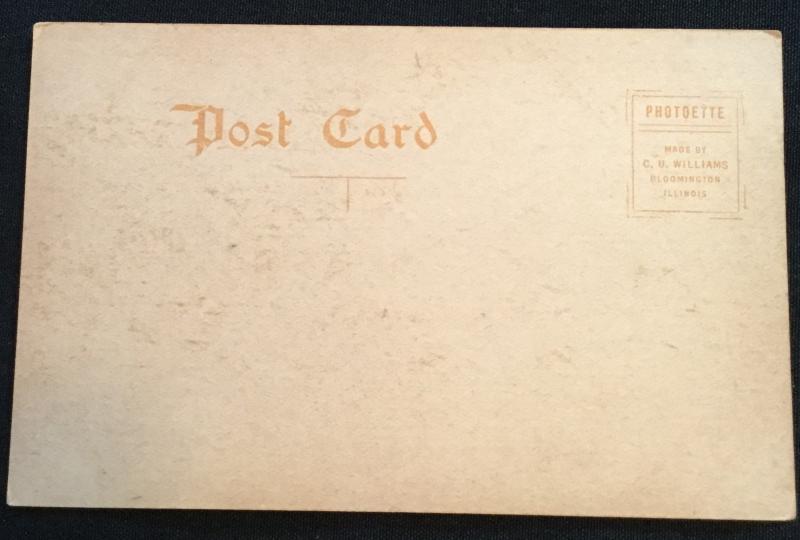 Post Card
PHOTOETTE
MADE BY
C. U. WILLIAMS
BLOOMINGTON
ILLINOIS